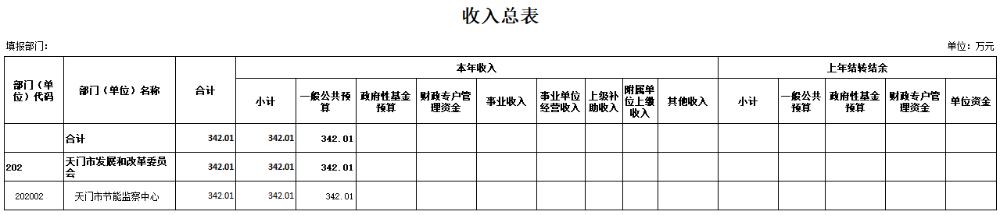 收入总表
填报部门：
单位：万元
部门（单
位）代码
部门（单位）名称
合计
本年收入
上年结转结余
小计
一般公共预
算
政府性基金
预算
财政专户管
理资金
事业收入
事业单位
经营收入
上级补
助收入
附属单
位上缴
收入
其他收入
小计
一般公共
预算
政府性基金
预算
财政专户管
理资金
单位资金
合计 342.01 342.01 342.01
202 天门市发展和改革委员
会 342.01 342.01 342.01
202002 天门市节能监察中心 342.01 342.01 342.01